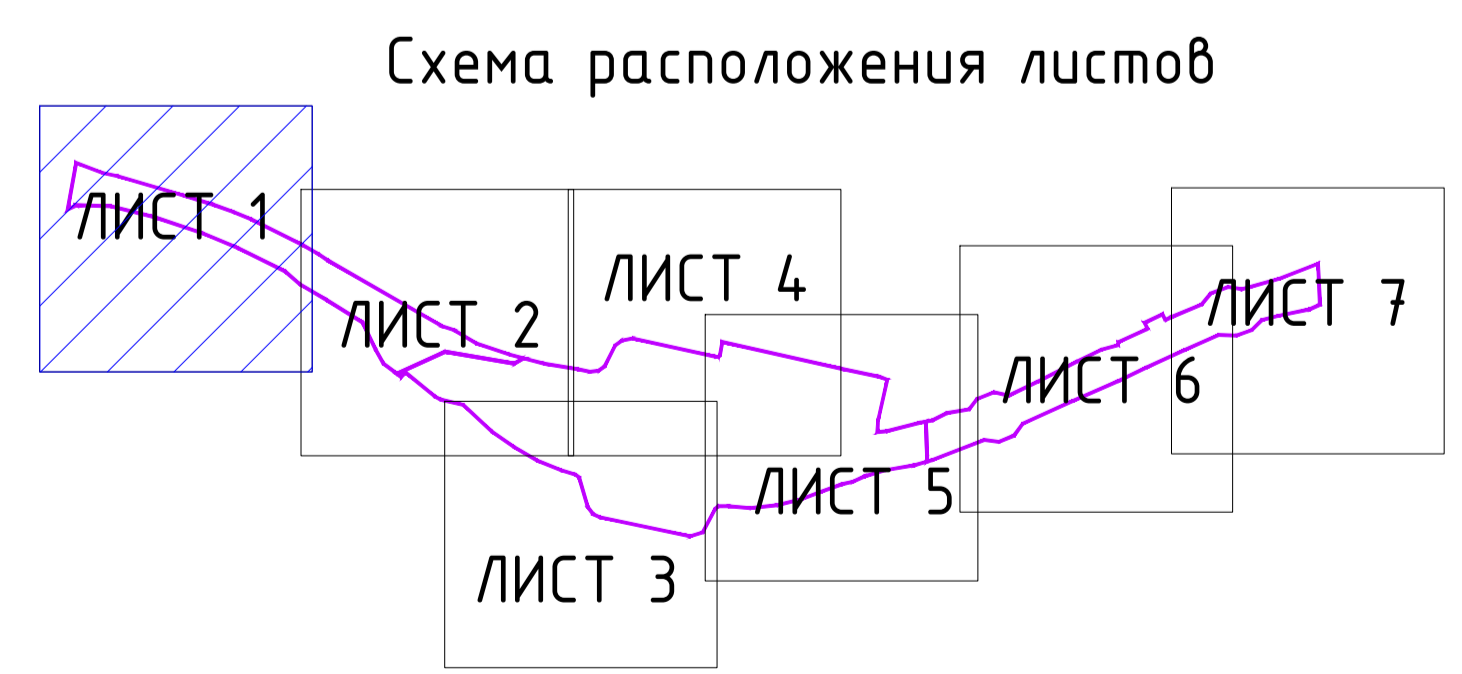 Схема расположения листов
ЛИСТ 1
ЛИСТ 2
ЛИСТ 4
ЛИСТ 7
ЛИСТ 6
ЛИСТ 5
ЛИСТ 3